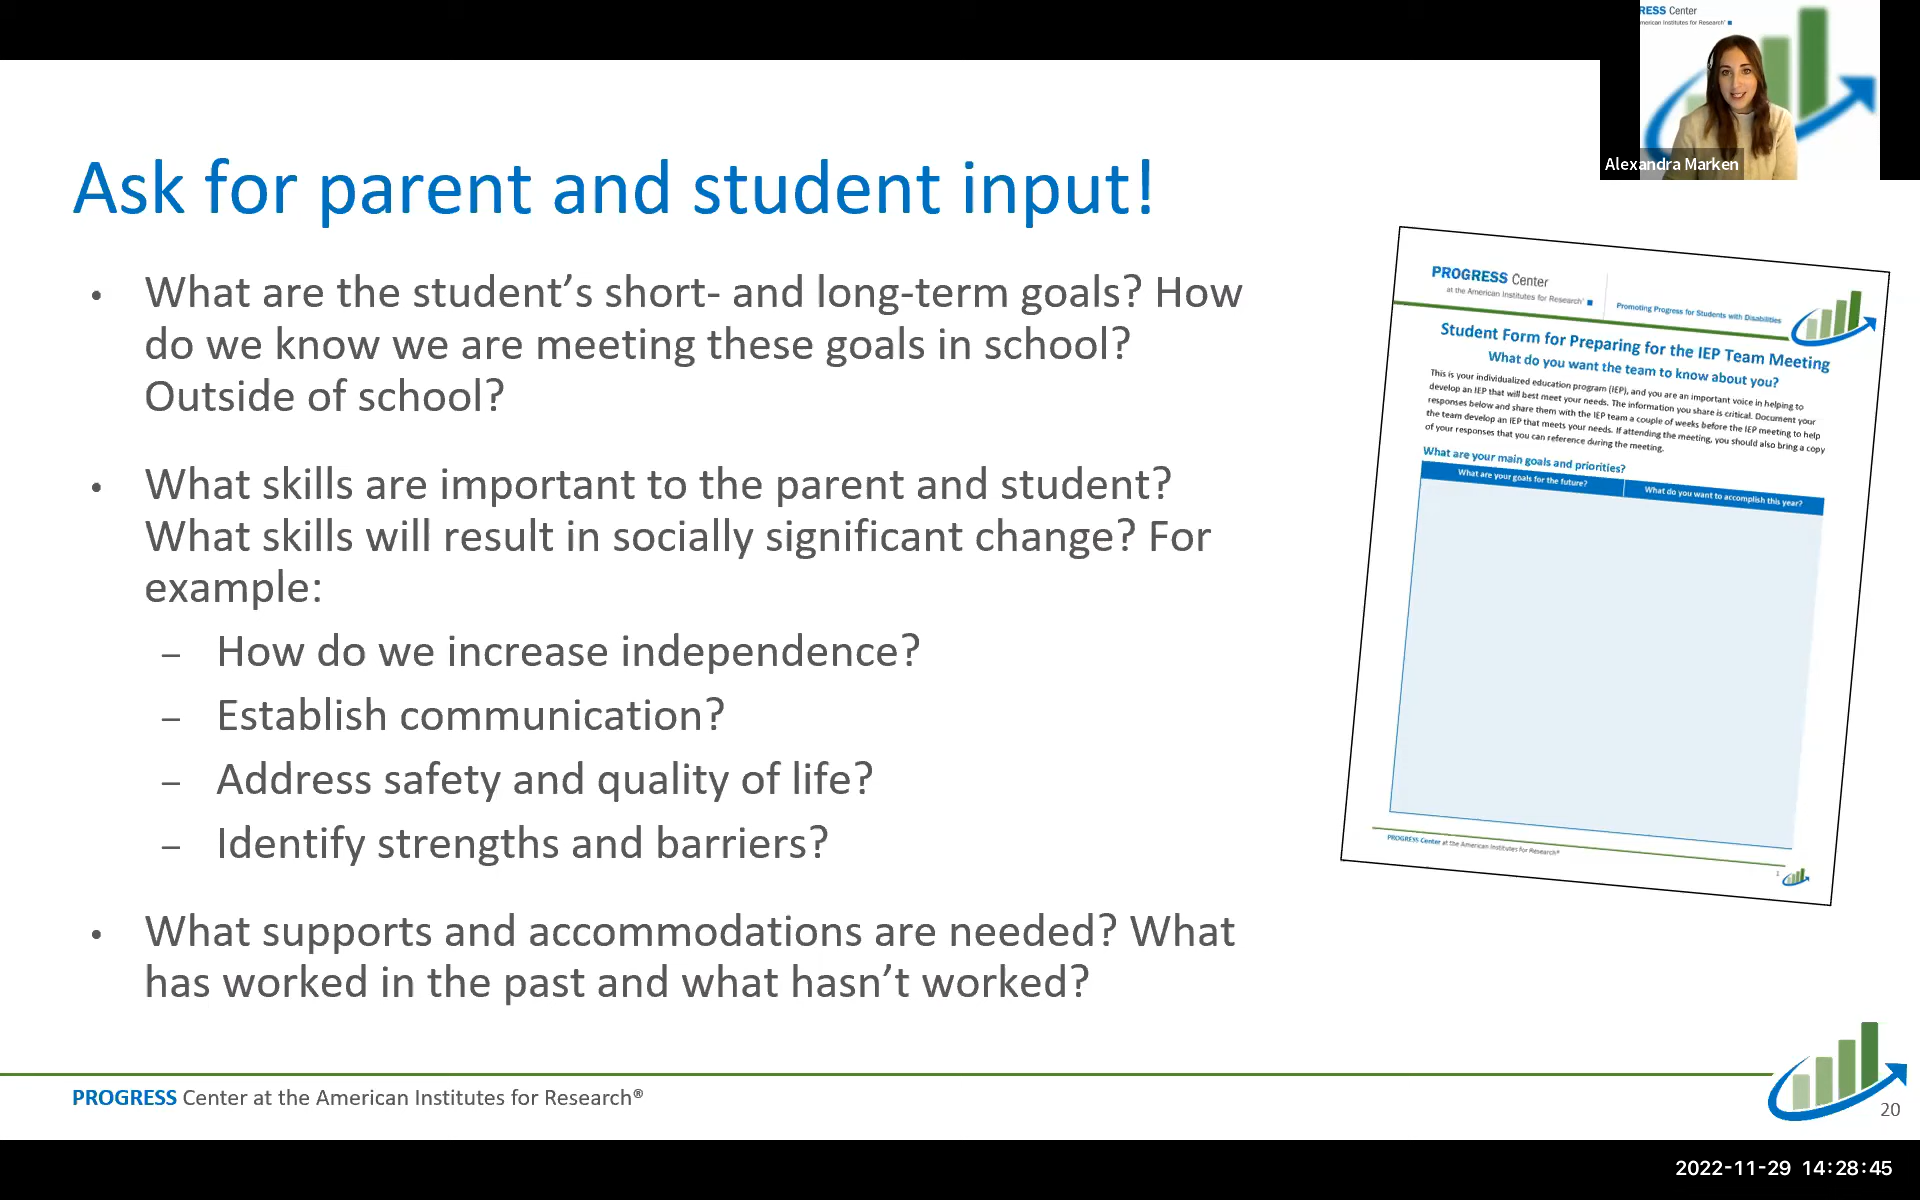 RESS Center
merican Institutes for Research
Alexandra Marken
Ask for parent and student input!
• What are the student’s short- and long-term goals? How
do we know we are meeting these goals in school?
Outside of school?
• What skills are important to the parent and student?
What skills will result in socially significant change? For
example:
– How do we increase independence?
– Establish communication?
– Address safety and quality of life?
– Identify strengths and barriers?
• What supports and accommodations are needed? What
has worked in the past and what hasn’t worked?
PROGRESS Center
at the American Institutes for Research®
Promoting Progress for Students with Disabilities
Student Form for Preparing for the IEP Team Meeting
What do you want the team to know about you?
This is your individualized education program (IEP), and you are an important voice in helping to
develop an IEP that will best meet your needs. The information you share is critical. Document your
responses below and share them with the IEP team a couple of weeks before the IEP meeting to help
the team develop an IEP that meets your needs. If attending the meeting, you should also bring a copy
of your responses that you can reference during the meeting.
What are your main goals and priorities?
What are your goals for the future?
What do you want to accomplish this year?
PROGRESS Center at the American Institutes for Research®
1
PROGRESS Center at the American Institutes for Research®
20
2022-11-29 14:28:45